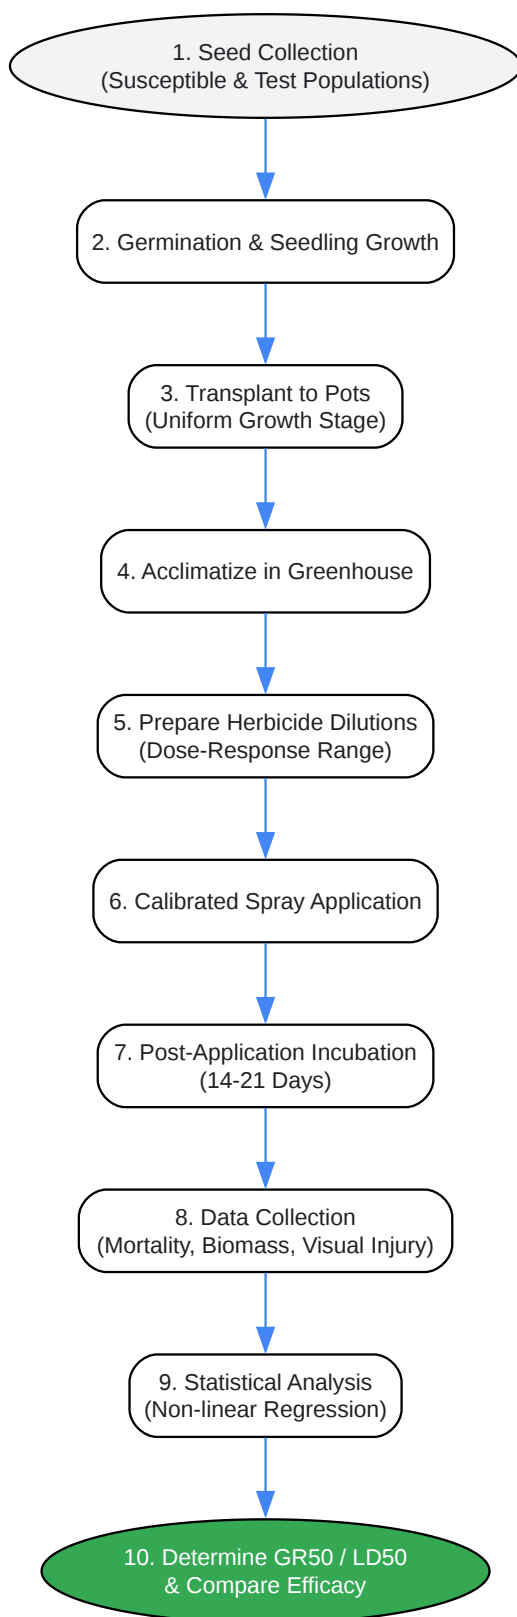 1. Seed Collection
(Susceptible & Test Populations)
2. Germination & Seedling Growth
3. Transplant to Pots
(Uniform Growth Stage)
4. Acclimatize in Greenhouse
5. Prepare Herbicide Dilutions
(Dose-Response Range)
6. Calibrated Spray Application
7. Post-Application Incubation
(14-21 Days)
8. Data Collection
(Mortality, Biomass, Visual Injury)
9. Statistical Analysis
(Non-linear Regression)
10. Determine GR50 / LD50
& Compare Efficacy